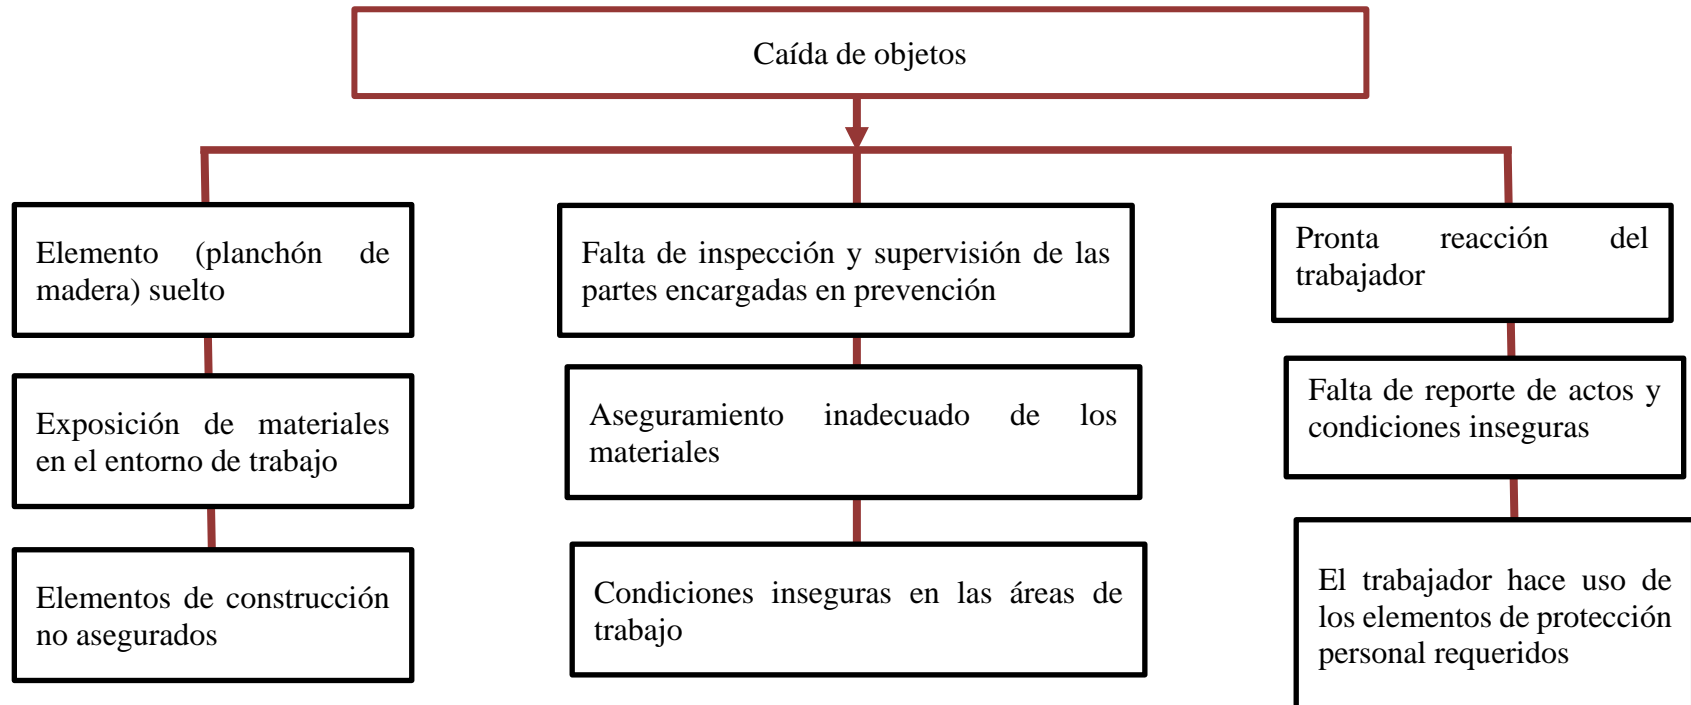 Caída de objetos
Elemento (planchón de
madera) suelto
Exposición de materiales
en el entorno de trabajo
Elementos de construcción
no asegurados
Falta de inspección y supervisión de las
partes encargadas en prevención
Aseguramiento inadecuado de los
materiales
Condiciones inseguras en las áreas de
trabajo
Pronta reacción del
trabajador
Falta de reporte de actos y
condiciones inseguras
El trabajador hace uso de
los elementos de protección
personal requeridos